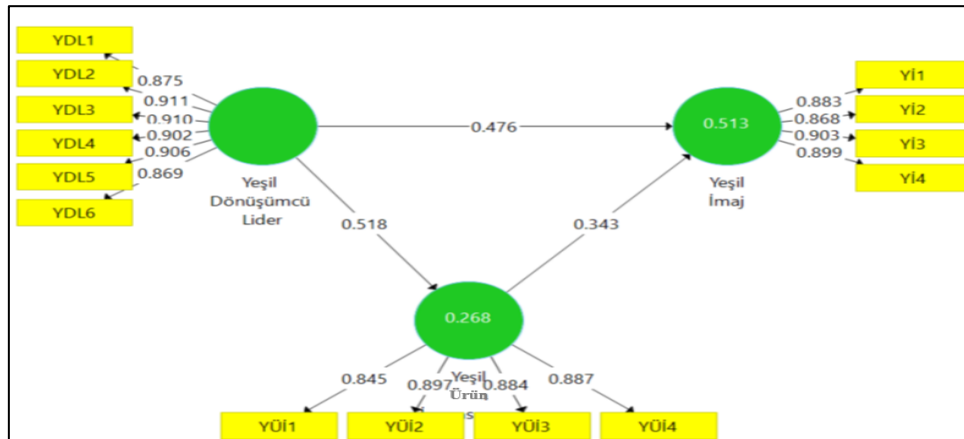 YDL1
YDL2
YDL3
YDL4
YDL5
YDL6
0.875
0.911
0.910
0.902
0.906
0.869
Yeşil
Dönüşümcü
Lider
0.476
0.518
0.343
0.513
Yeşil
İmaj
0.883
0.868
0.903
0.899
Yİ1
Yİ2
Yİ3
Yİ4
0.268
Yeşil
Ürün
0.845
0.897
0.884
0.887
YÜİ1
YÜİ2
YÜİ3
YÜİ4